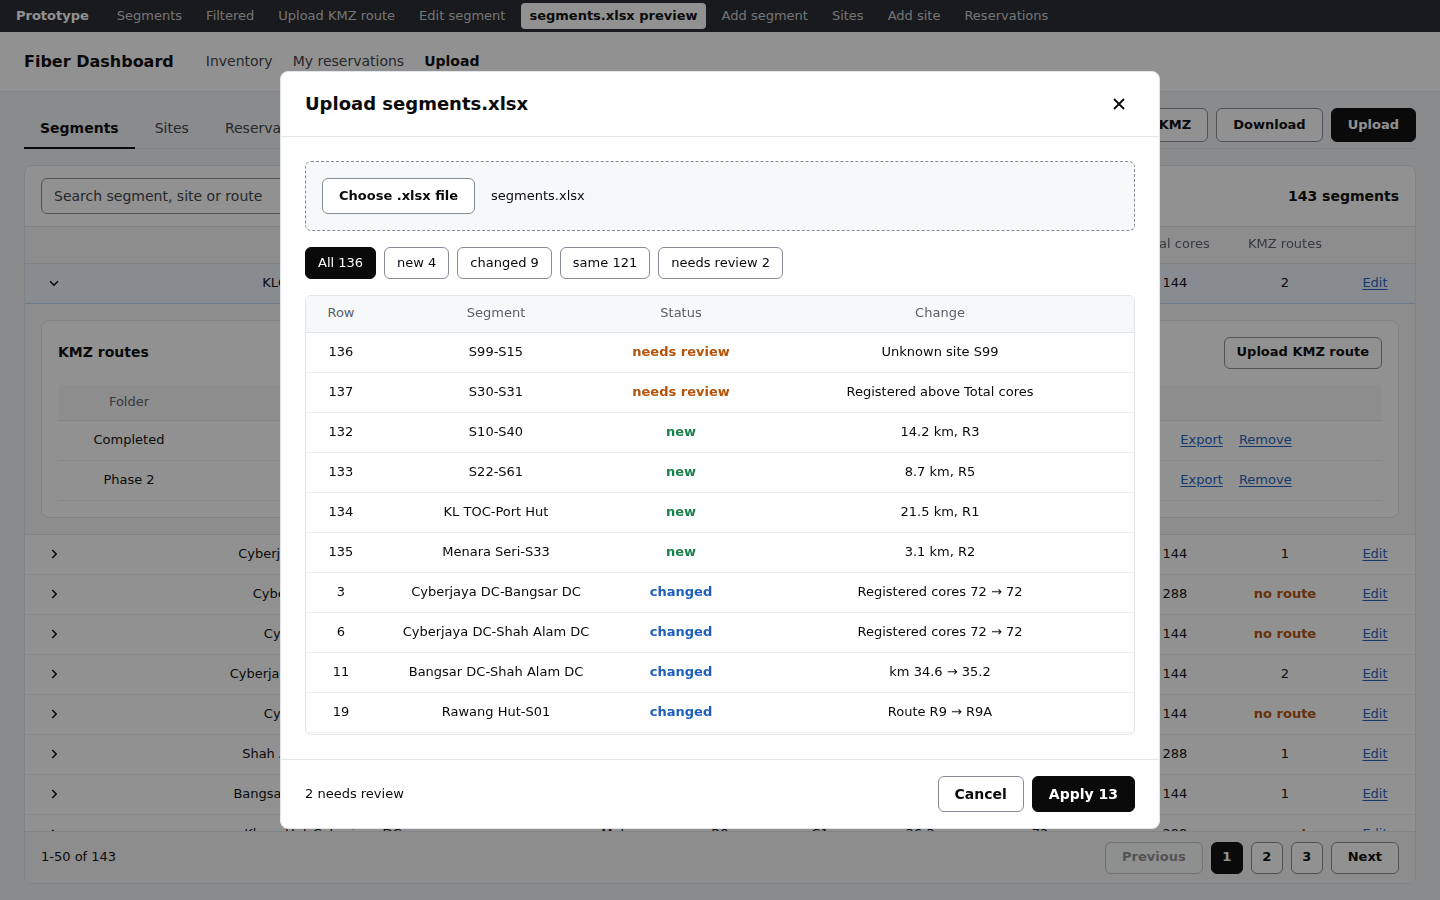 Prototype Segments Filtered Upload KMZ route Edit segment segments.xlsx preview Add segment Sites Add site Reservations
Fiber Dashboard Inventory My reservations Upload
Upload segments.xlsx ✕
Segments Sites KMZ Download Upload
Search segment, site or route 143 segments
Choose .xlsx file segments.xlsx
All 136 new 4 changed 9 same 121 needs review 2
cores KMZ routes
144 2 Edit
Row Segment Status Change
136 S99-S15 needs review Unknown site S99
137 S30-S31 needs review Registered above Total cores
132 S10-S40 new 14.2 km, R3
133 S22-S61 new 8.7 km, R5
134 KL TOC-Port Hut new 21.5 km, R1
135 Menara Seri-S33 new 3.1 km, R2
3 Cyberjaya DC-Bangsar DC changed Registered cores 72 → 72
6 Cyberjaya DC-Shah Alam DC changed Registered cores 72 → 72
11 Bangsar DC-Shah Alam DC changed km 34.6 → 35.2
19 Rawang Hut-S01 changed Route R9 → R9A
KMZ routes Upload KMZ route
Folder
Completed Export Remove
Phase 2 Export Remove
144 1 Edit
288 no route Edit
144 no route Edit
144 2 Edit
144 no route Edit
Shah 288 1 Edit
144 1 Edit
2 needs review Cancel Apply 13
1-50 of 143 Previous 1 2 3 Next